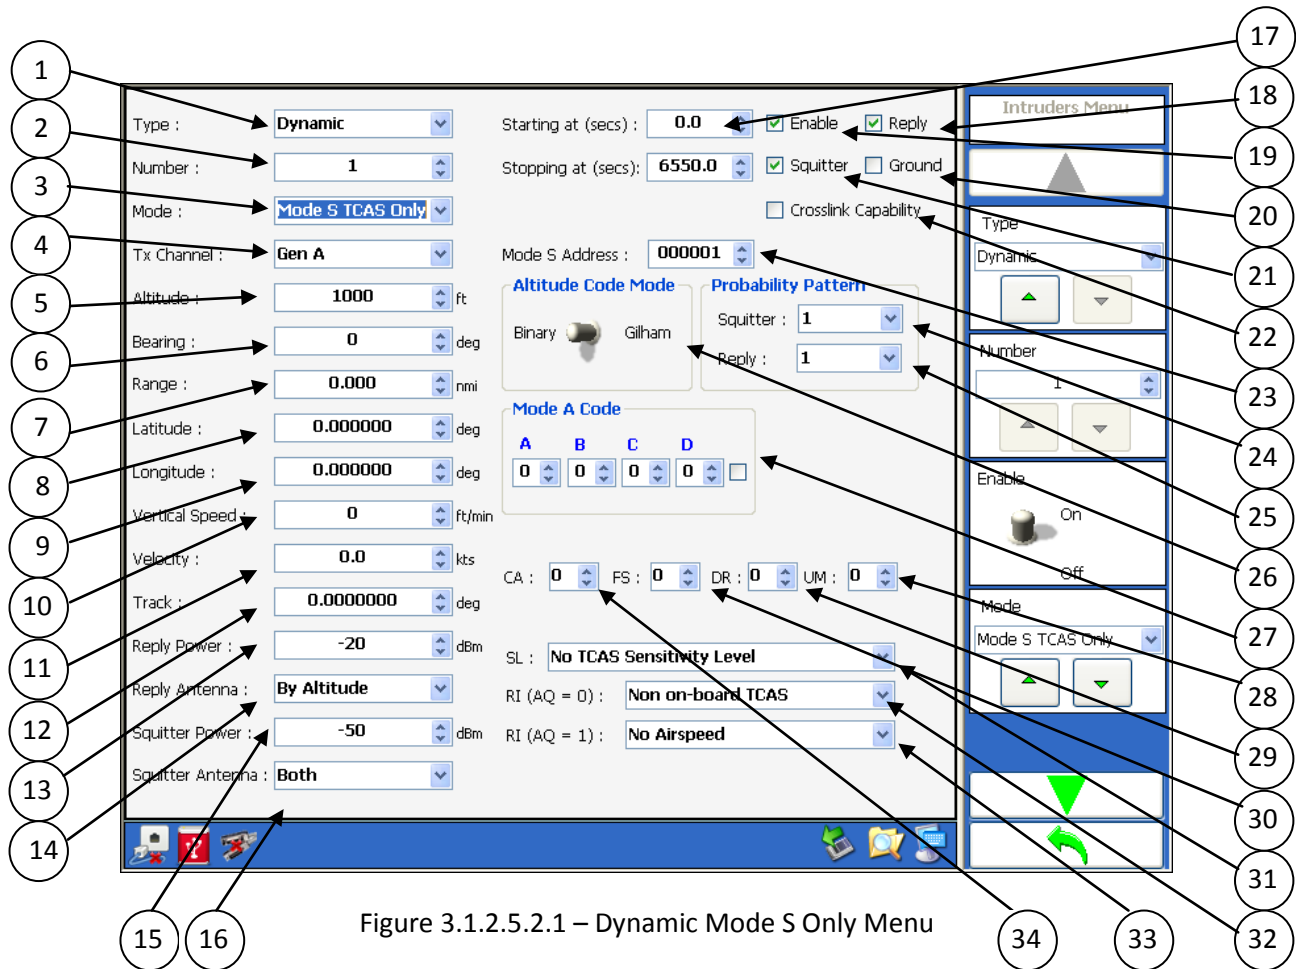 17
1
18
Intruders Menu
Type : Dynamic Starting at (secs) : 0.0 Enable Reply
2
19
Number : 1 Stopping at (secs): 6550.0 Squitter Ground
3
20
Mode : Mode S TCAS Only Crosslink Capability
Type
4
Tx Channel : Gen A Mode S Address : 000001
Dynamic
21
5
Altitude : 1000 ft
Altitude Code Mode Probability Pattern
Binary Gilham
Squitter : 1
Reply : 1
22
6
Bearing : 0 deg
Number
1
23
Range : 0.000 nmi
7
Mode A Code
Latitude : 0.000000 deg
A B C D
0 0 0 0
24
8
Longitude : 0.000000 deg
Enable
On
Off
25
Vertical Speed : 0 ft/min
9
Velocity : 0.0 kts
26
CA : 0 FS : 0 DR : 0 UM : 0
10
Track : 0.0000000 deg
Mode
27
Reply Power : -20 dBm
Mode S TCAS Only
11
SL : No TCAS Sensitivity Level
28
Reply Antenna : By Altitude
RI (AQ = 0) : Non on-board TCAS
12
Squitter Power : -50 dBm
RI (AQ = 1) : No Airspeed
29
Squitter Antenna : Both
13
30
14
31
15
16
Figure 3.1.2.5.2.1 – Dynamic Mode S Only Menu
34
33
32